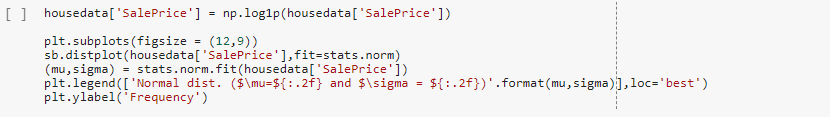 [ ] housedata['SalePrice'] = np.log1p(housedata['SalePrice'])
plt.subplots(figsize = (12,9))
sb.distplot(housedata['SalePrice'],fit=stats.norm)
(mu,sigma) = stats.norm.fit(housedata['SalePrice'])
plt.legend(['Normal dist. ($\mu=${:.2f} and $\sigma = ${:.2f})'.format(mu,sigma)],loc='best')
plt.ylabel('Frequency')